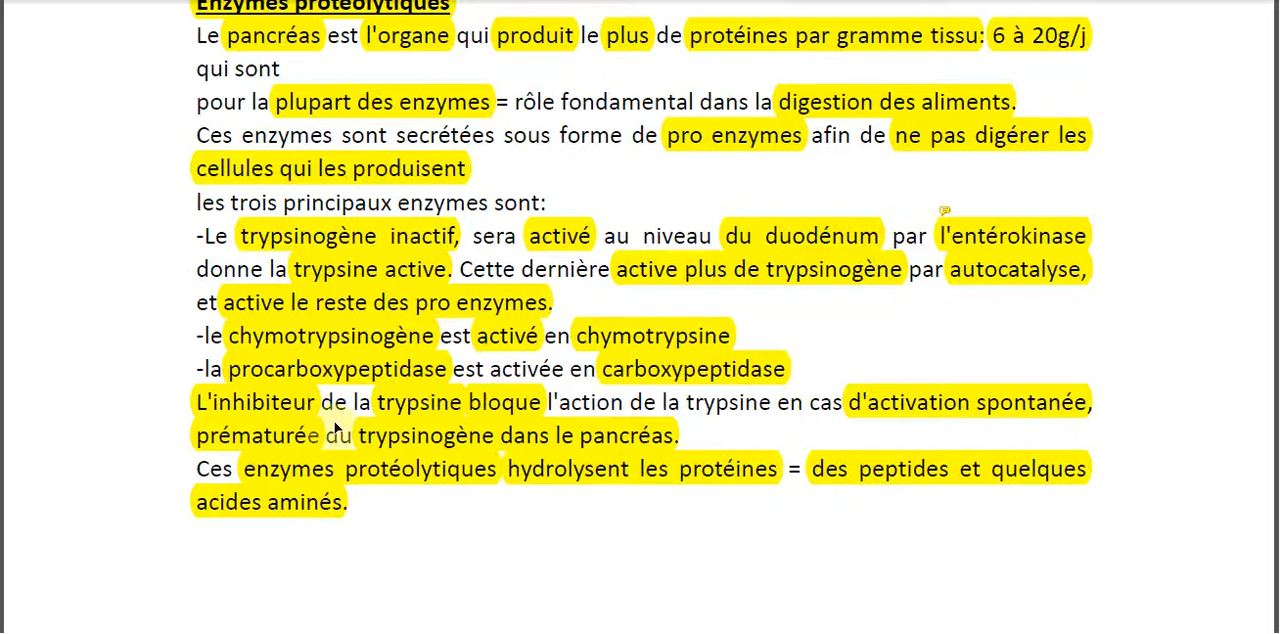 Enzymes protéolytiques
Le pancréas est l'organe qui produit le plus de protéines par gramme tissu: 6 à 20g/j
qui sont
pour la plupart des enzymes = rôle fondamental dans la digestion des aliments.
Ces enzymes sont secrétées sous forme de pro enzymes afin de ne pas digérer les
cellules qui les produisent
les trois principaux enzymes sont:
-Le trypsinogène inactif, sera activé au niveau du duodénum par l'entérokinase
donne la trypsine active. Cette dernière active plus de trypsinogène par autocatalyse,
et active le reste des pro enzymes.
-le chymotrypsinogène est activé en chymotrypsine
-la procarboxypeptidase est activée en carboxypeptidase
L'inhibiteur de la trypsine bloque l'action de la trypsine en cas d'activation spontanée,
prématurée du trypsinogène dans le pancréas.
Ces enzymes protéolytiques hydrolysent les protéines = des peptides et quelques
acides aminés.